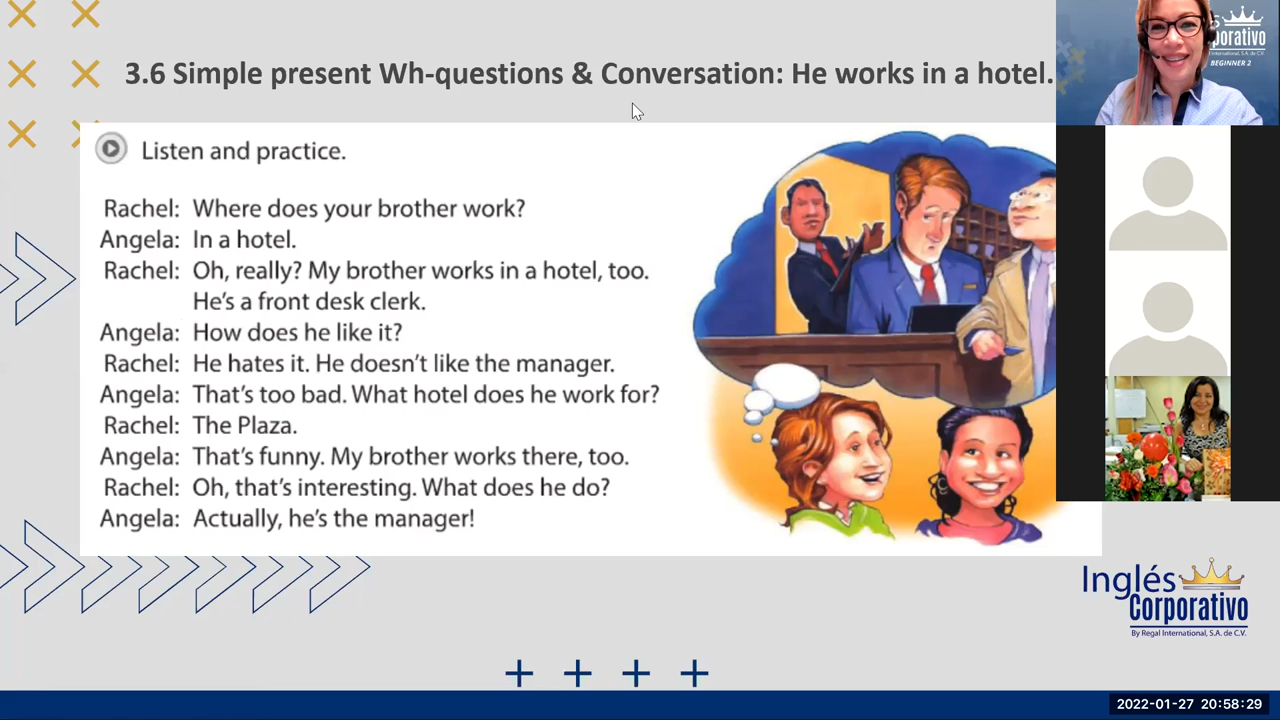 3.6 Simple present Wh-questions & Conversation: He works in a hotel.
Listen and practice.
Rachel: Where does your brother work?
Angela: In a hotel.
Rachel: Oh, really? My brother works in a hotel, too.
He's a front desk clerk.
Angela: How does he like it?
Rachel: He hates it. He doesn't like the manager.
Angela: That's too bad. What hotel does he work for?
Rachel: The Plaza.
Angela: That's funny. My brother works there, too.
Rachel: Oh, that's interesting. What does he do?
Angela: Actually, he's the manager!
BEGINNER 2
Inglés
Corporativo
By Regal International, S.A. de C.V.
2022-01-27 20:58:29